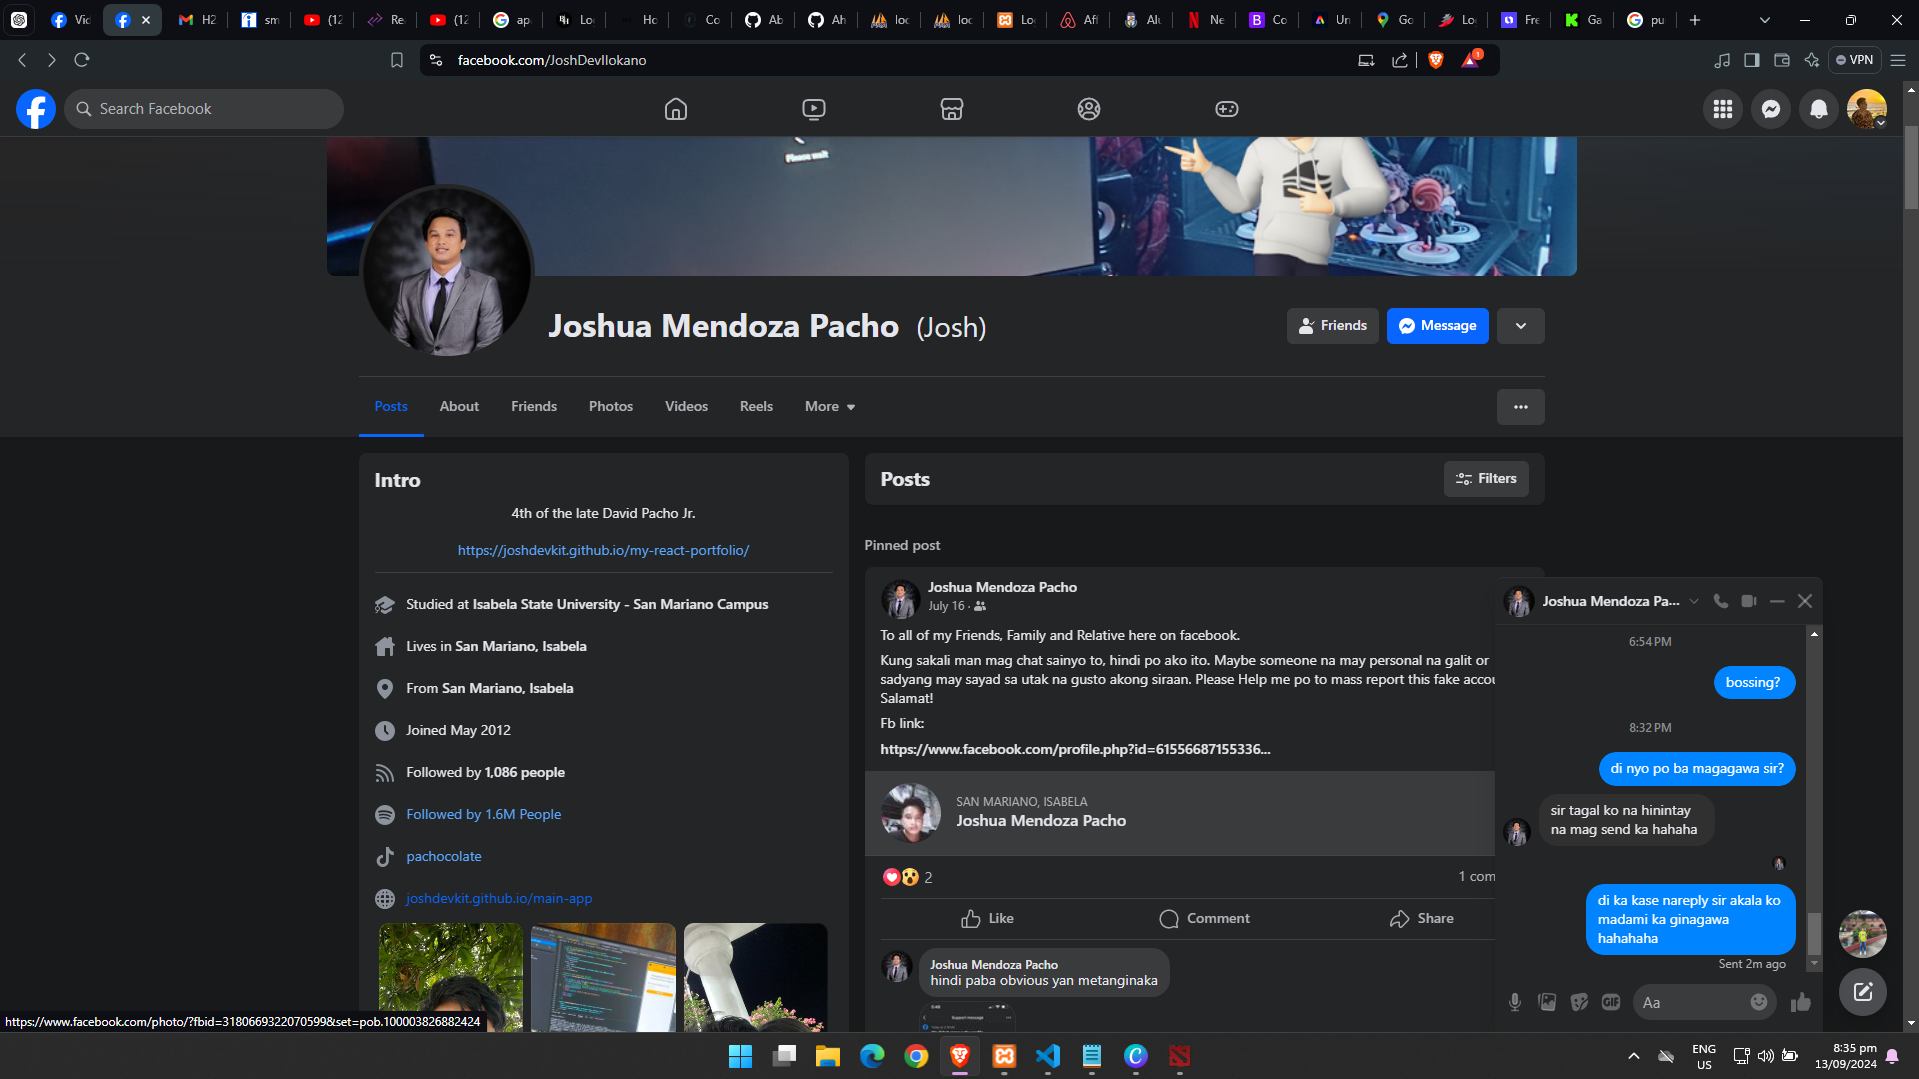 Vid
H2
sm
(12
Re
(12
ap
Lo
Ho
Co
Ab
Ah
loc
loc
Lo
Aff
Alu
Ne
Co
Un
Go
Lo
Fre
Ga
pu
facebook.com/JoshDevIlokano
1
VPN
Search Facebook
Please wait
Joshua Mendoza Pacho (Josh)
Friends
Message
Posts
About
Friends
Photos
Videos
Reels
More
Intro
4th of the late David Pacho Jr.
https://joshdevkit.github.io/my-react-portfolio/
Studied at Isabela State University - San Mariano Campus
Lives in San Mariano, Isabela
From San Mariano, Isabela
Joined May 2012
Followed by 1,086 people
Followed by 1.6M People
pachocolate
joshdevkit.github.io/main-app
Posts
Filters
Pinned post
Joshua Mendoza Pacho
July 16 ·
To all of my Friends, Family and Relative here on facebook.
Kung sakali man mag chat sainyo to, hindi po ako ito. Maybe someone na may personal na galit or
sadyang may sayad sa utak na gusto akong siraan. Please Help me po to mass report this fake accou
Salamat!
Fb link:
https://www.facebook.com/profile.php?id=61556687155336...
SAN MARIANO, ISABELA
Joshua Mendoza Pacho
2
1 com
Like
Comment
Share
Joshua Mendoza Pacho
hindi paba obvious yan metanginaka
Support message
Joshua Mendoza Pa...
6:54 PM
bossing?
8:32 PM
di nyo po ba magagawa sir?
sir tagal ko na hinintay
na mag send ka hahaha
di ka kase nareply sir akala ko
madami ka ginagawa
hahahaha
Sent 2m ago
GIF
Aa
https://www.facebook.com/photo/?fbid=3180669322070599&set=pob.100003826882424
ENG
US
8:35 pm
13/09/2024